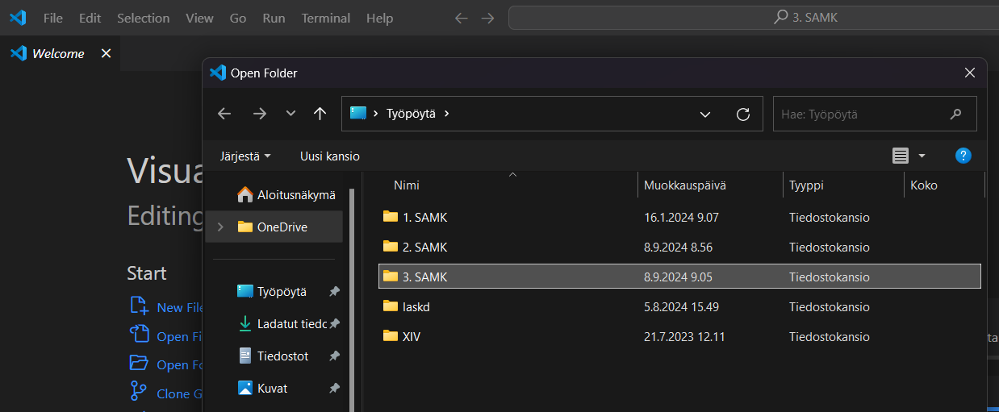 File Edit Selection View Go Run Terminal Help 3. SAMK
Welcome
Open Folder
Työpöytä
Hae: Työpöytä
Järjestä Uusi kansio
Visua
Editing
Start
New File
Open Fi
Open Fo
Clone G
Aloitusnäkymä
OneDrive
Työpöytä
Ladatut tiedo
Tiedostot
Kuvat
Nimi Muokkauspäivä Tyyppi Koko
1. SAMK 16.1.2024 9.07 Tiedostokansio
2. SAMK 8.9.2024 8.56 Tiedostokansio
3. SAMK 8.9.2024 9.05 Tiedostokansio
laskd 5.8.2024 15.49 Tiedostokansio
XIV 21.7.2023 12.11 Tiedostokansio
ta